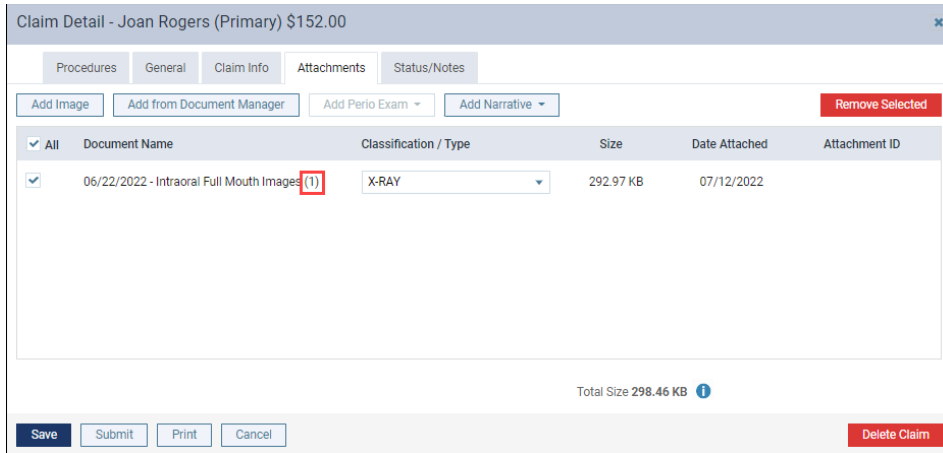 Claim Detail - Joan Rogers (Primary) $152.00
Procedures General Claim Info Attachments Status/Notes
Add Image Add from Document Manager Add Perio Exam Add Narrative Remove Selected
All Document Name Classification / Type Size Date Attached Attachment ID
06/22/2022 - Intraoral Full Mouth Images (1) X-RAY 292.97 KB 07/12/2022
Total Size 298.46 KB
Save Submit Print Cancel Delete Claim